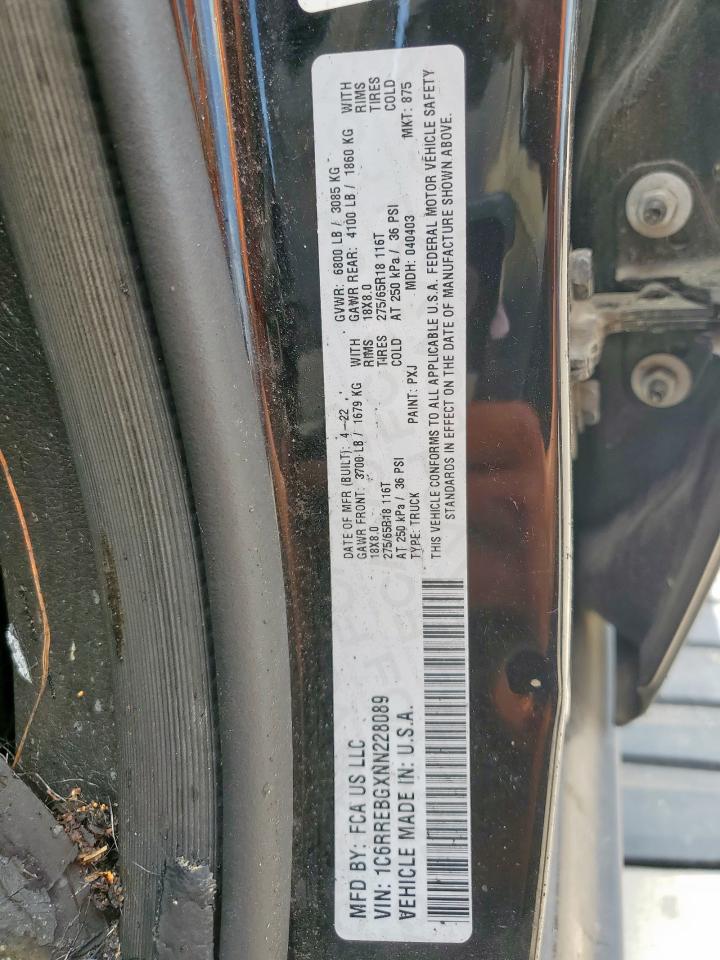 MFD BY: FCA US LLC
VIN: 1C6RREBGXNN228089
VEHICLE MADE IN: U.S.A.
DATE OF MFR (BUILT): 4-22
GVWR: 6800 LB / 3085 KG
GAWR FRONT: 3700 LB / 1679 KG WITH
GAWR REAR: 4100 LB / 1860 KG WITH
18X8.0 RIMS
18X8.0 RIMS
275/65R18 116T TIRES
275/65R18 116T TIRES
AT 250 kPa / 36 PSI COLD
AT 250 kPa / 36 PSI COLD
TYPE: TRUCK PAINT: PXJ MDH: 040403 MKT: 875
THIS VEHICLE CONFORMS TO ALL APPLICABLE U.S.A. FEDERAL MOTOR VEHICLE SAFETY
STANDARDS IN EFFECT ON THE DATE OF MANUFACTURE SHOWN ABOVE.